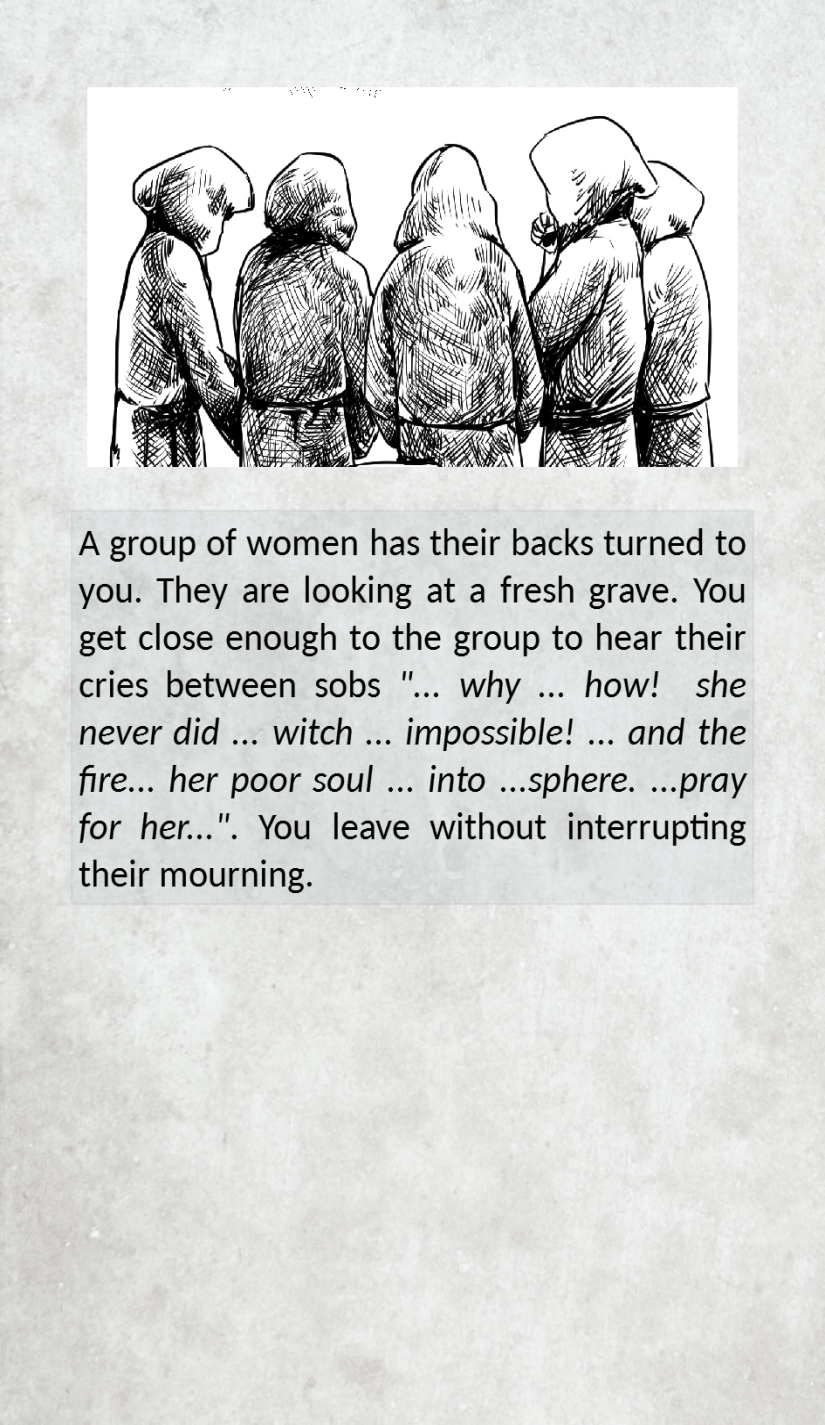 A group of women has their backs turned to
you. They are looking at a fresh grave. You
get close enough to the group to hear their
cries between sobs "... why ... how!  she
never did ... witch ... impossible! ... and the
fire... her poor soul ... into ...sphere. ...pray
for her...". You leave without interrupting
their mourning.